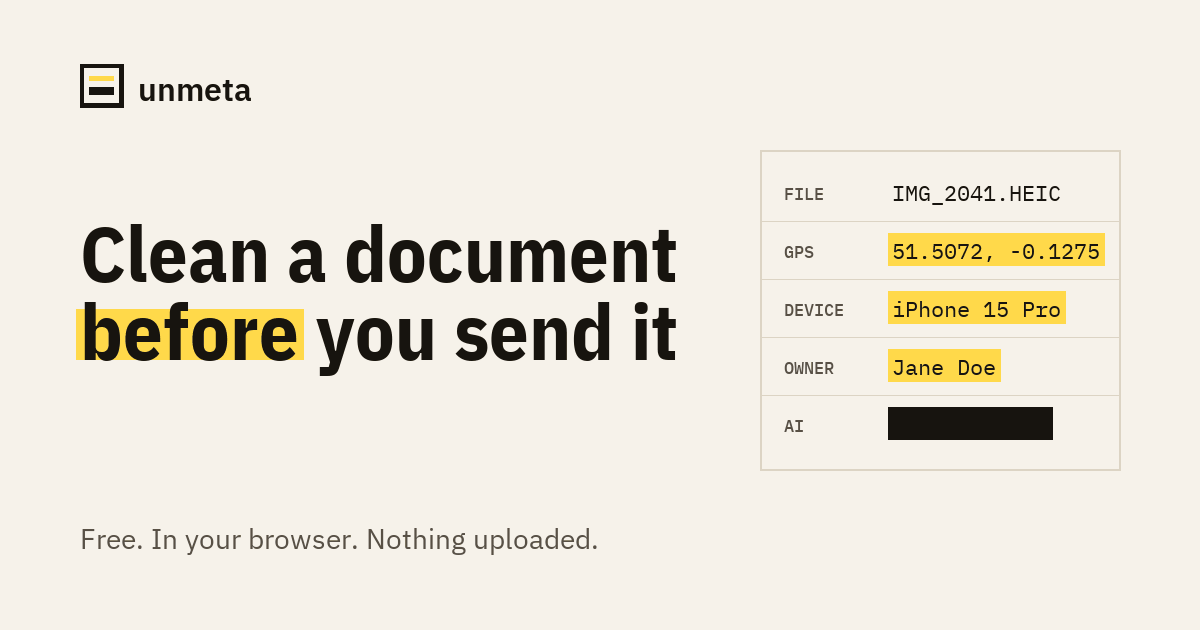 unmeta
Clean a document
before you send it
FILE IMG_2041.HEIC
GPS 51.5072, -0.1275
DEVICE iPhone 15 Pro
OWNER Jane Doe
AI
Free. In your browser. Nothing uploaded.